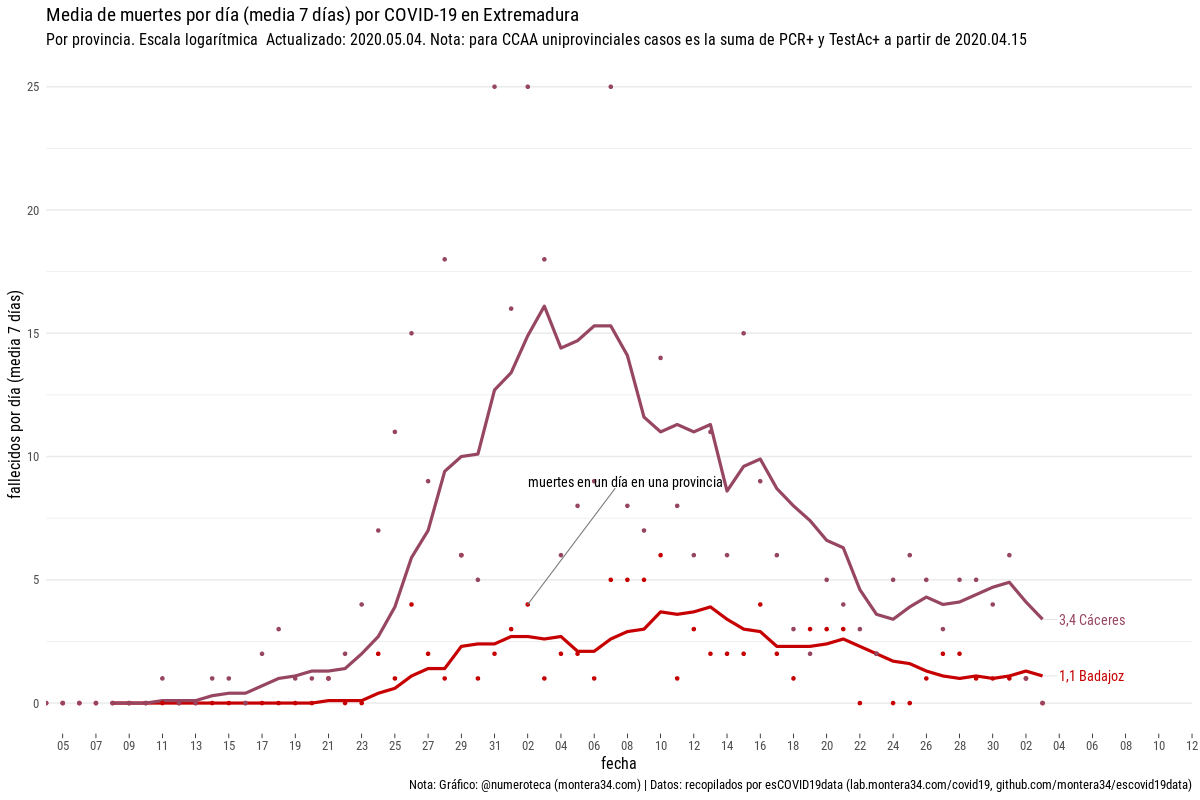 Media de muertes por día (media 7 días) por COVID-19 en Extremadura
Por provincia. Escala logarítmica  Actualizado: 2020.05.04. Nota: para CCAA uniprovinciales casos es la suma de PCR+ y TestAc+ a partir de 2020.04.15
fallecidos por día (media 7 días)
25
20
15
10
5
0
muertes en un día en una provincia
3,4 Cáceres
1,1 Badajoz
05 07 09 11 13 15 17 19 21 23 25 27 29 31 02 04 06 08 10 12 14 16 18 20 22 24 26 28 30 02 04 06 08 10 12
fecha
Nota: Gráfico: @numeroteca (montera34.com) | Datos: recopilados por esCOVID19data (lab.montera34.com/covid19, github.com/montera34/escovid19data)